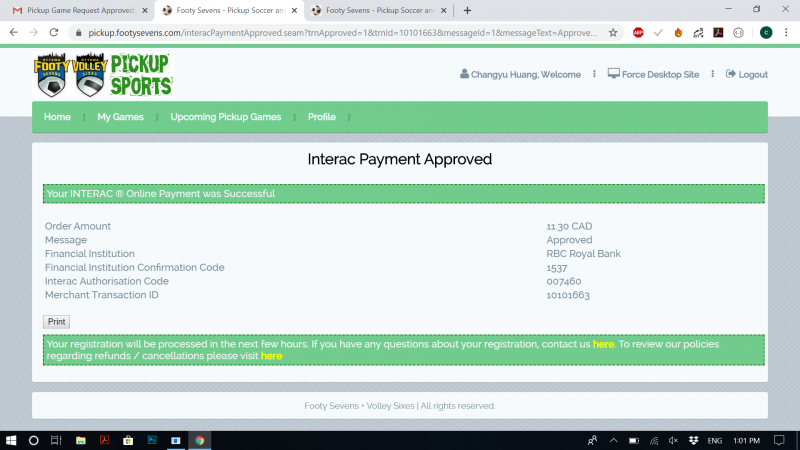 Pickup Game Request Approved:
Footy Sevens - Pickup Soccer an
Footy Sevens - Pickup Soccer an
pickup.footysevens.com/interacPaymentApproved.seam?trnApproved=1&trnId=10101663&messageId=1&messageText=Approve...
ABP
C
OTTAWA FOOTY SEVENS
OTTAWA VOLLEY SIXES
PICKUP SPORTS
Changyu Huang, Welcome
Force Desktop Site
Logout
Home | My Games | Upcoming Pickup Games | Profile |
Interac Payment Approved
Your INTERAC ® Online Payment was Successful
Order Amount 11.30 CAD
Message Approved
Financial Institution RBC Royal Bank
Financial Institution Confirmation Code 1537
Interac Authorisation Code 007460
Merchant Transaction ID 10101663
Print
Your registration will be processed in the next few hours. If you have any questions about your registration, contact us here. To review our policies
regarding refunds / cancellations please visit here
Footy Sevens + Volley Sixes | All rights reserved.
Ps
ENG 1:01 PM